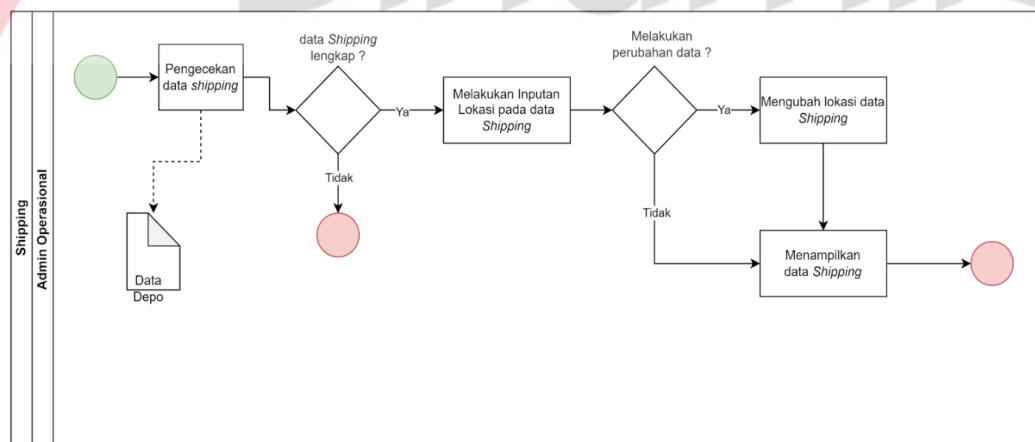 Shipping
Admin Operasional
Pengecekan
data shipping
data Shipping
lengkap ?
Ya
Tidak
Melakukan Inputan
Lokasi pada data
Shipping
Melakukan
perubahan data ?
Ya
Tidak
Mengubah lokasi data
Shipping
Menampilkan
data Shipping
Data
Depo